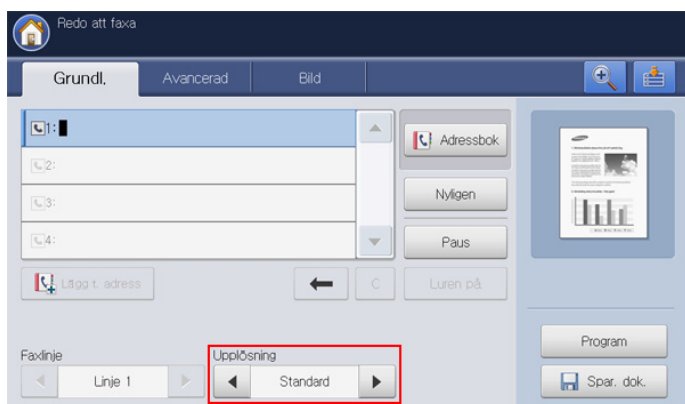 Redo att faxa
Grundl,
Avancerad
Bild
1:
2:
3:
4:
Adressbok
Nyligen
Paus
Lägg t. adress
C
Luren på
Faxlinje
Linje 1
Upplösning
Standard
Program
Spar. dok.